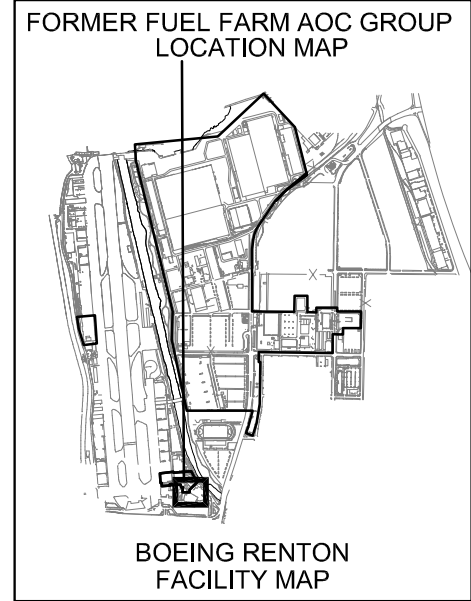 FORMER FUEL FARM AOC GROUP
LOCATION MAP
BOEING RENTON
FACILITY MAP